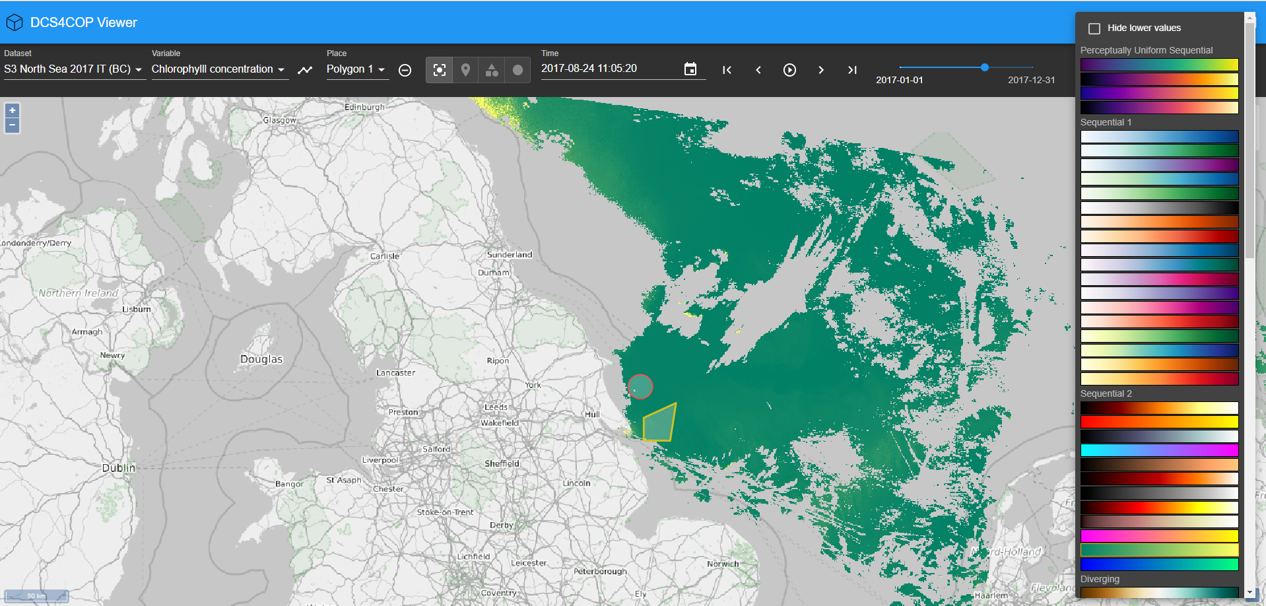 DCS4COP Viewer
Hide lower values
Dataset
S3 North Sea 2017 IT (BC)
Variable
Chlorophylll concentration
Place
Polygon 1
Time
2017-08-24 11:05:20
2017-01-01
2017-12-31
Perceptually Uniform Sequential
Sequential 1
Sequential 2
Diverging
+
−
Edinburgh
Glasgow
Londonderry/Derry
Carlisle
Sunderland
Durham
Northern Ireland
Lisburn
Armagh
Newry
Douglas
Ripon
Lancaster
York
Preston
Leeds
Wakefield
Hull
Salford
Liverpool
Sheffield
Dublin
Bangor
St Asaph
Chester
Lincoln
Stoke-on-Trent
Derby
Lichfield
Leicester
Peterborough
Norwich
Coventry
Ely
Noord-Holland
Haarlem
Flevoland
50 km